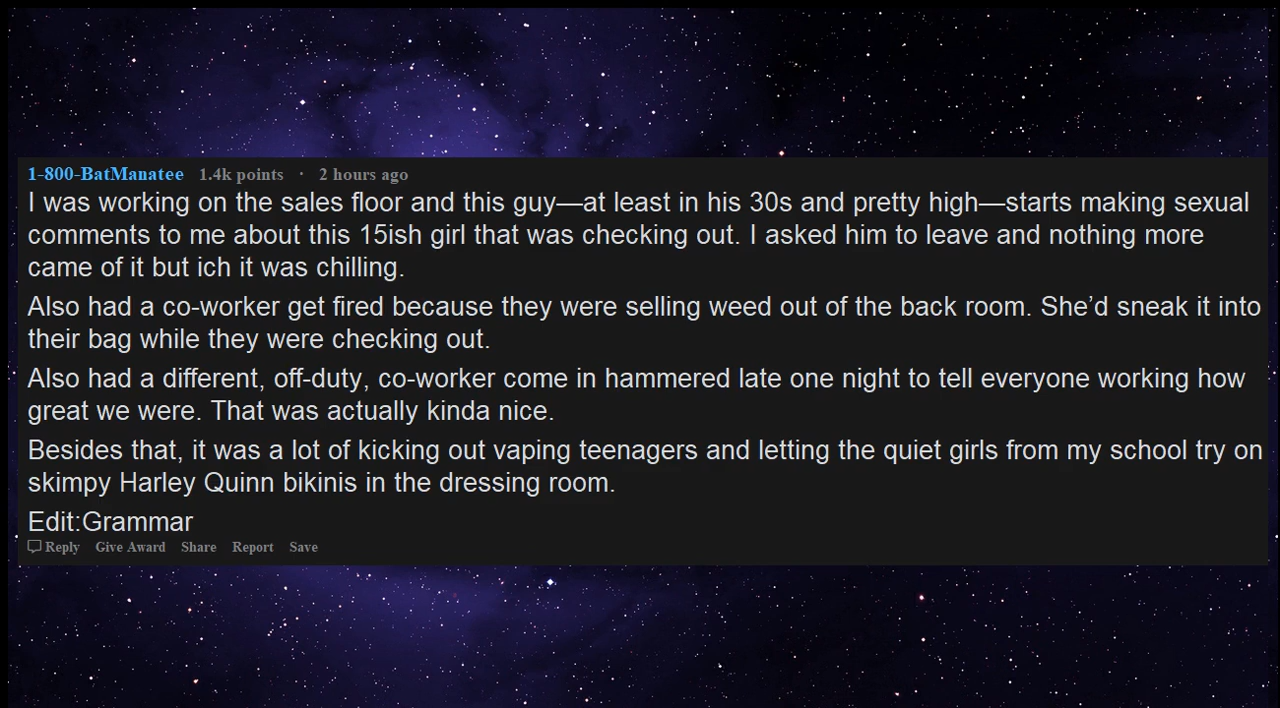 1-800-BatManatee 1.4k points · 2 hours ago
I was working on the sales floor and this guy—at least in his 30s and pretty high—starts making sexual
comments to me about this 15ish girl that was checking out. I asked him to leave and nothing more
came of it but ich it was chilling.
Also had a co-worker get fired because they were selling weed out of the back room. She’d sneak it into
their bag while they were checking out.
Also had a different, off-duty, co-worker come in hammered late one night to tell everyone working how
great we were. That was actually kinda nice.
Besides that, it was a lot of kicking out vaping teenagers and letting the quiet girls from my school try on
skimpy Harley Quinn bikinis in the dressing room.
Edit:Grammar
Reply Give Award Share Report Save